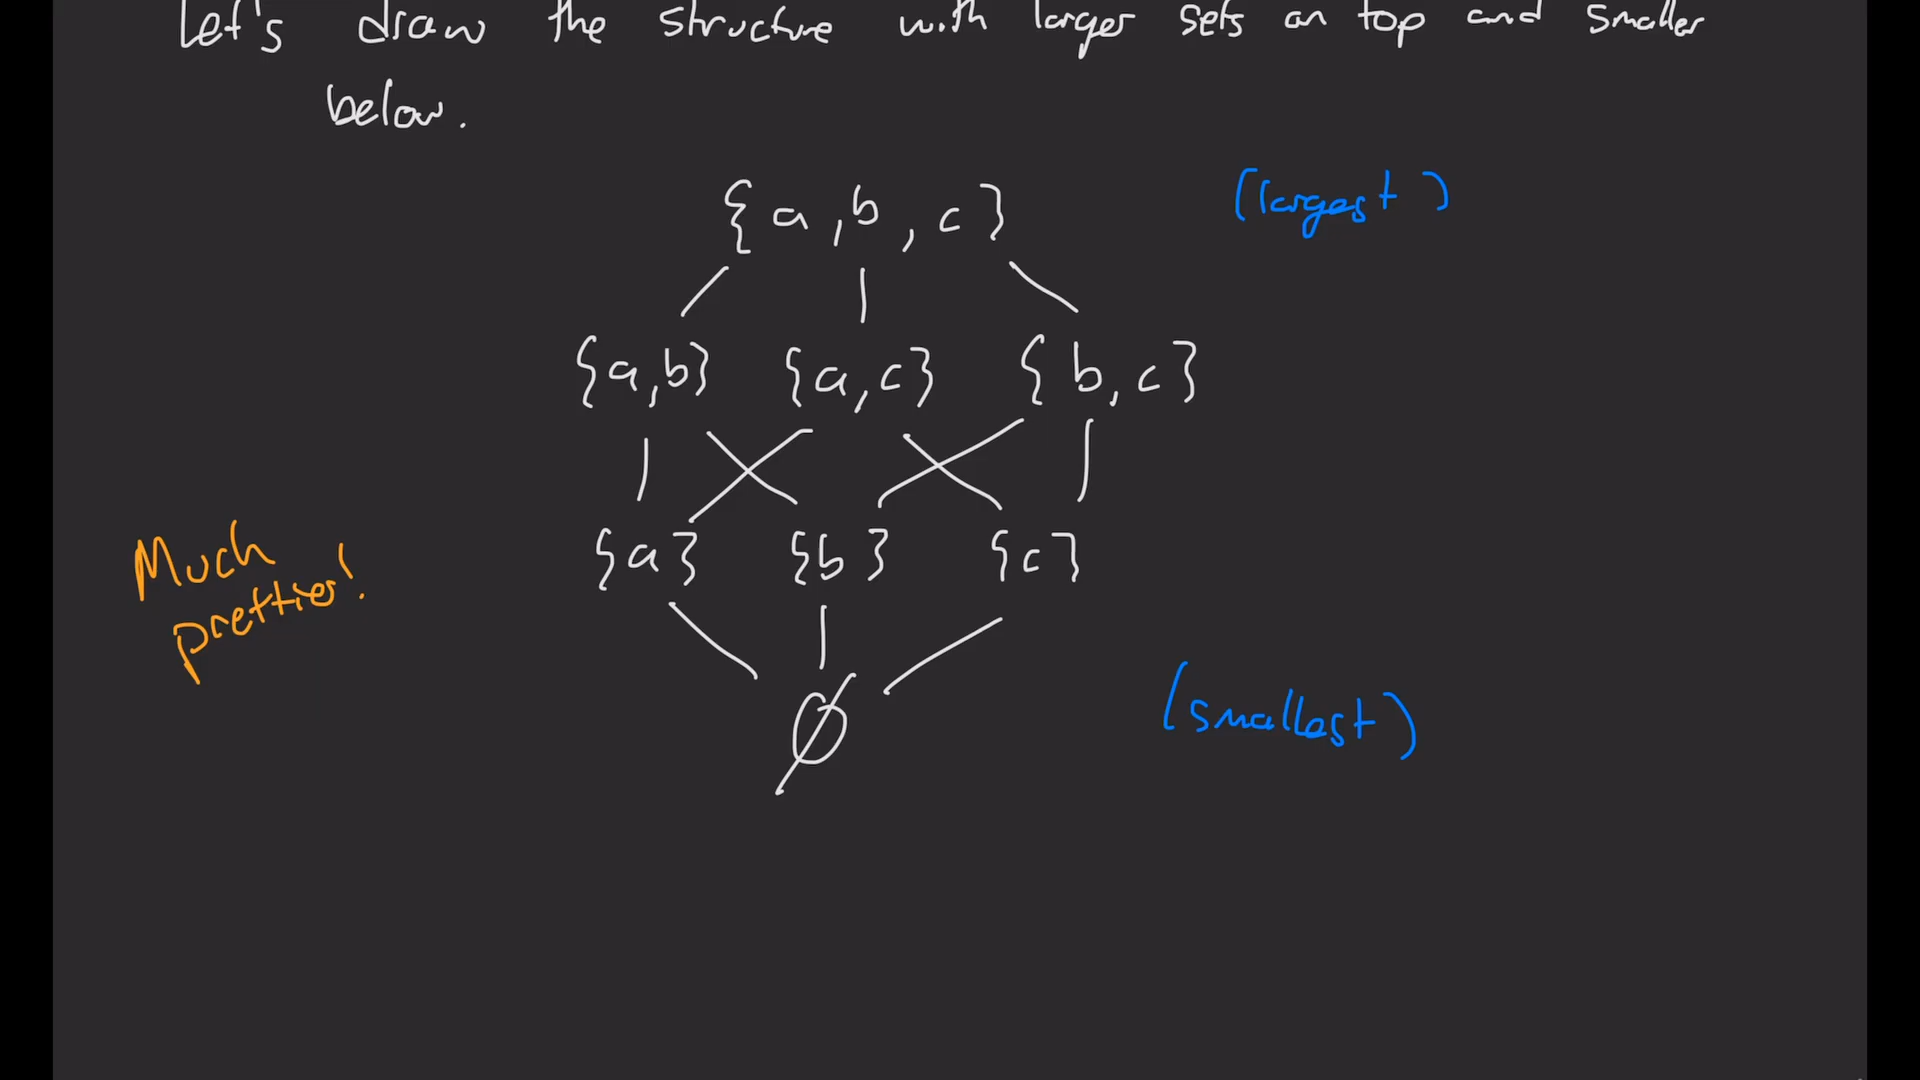 Let's draw the structure with larger sets on top and smaller
below.
{a,b,c}
(largest)
{a,b} {a,c} {b,c}
{a} {b} {c}
Much
prettier!
∅
(smallest)